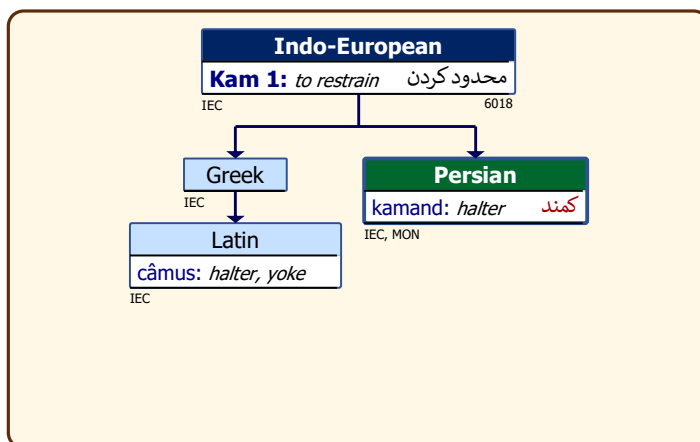 Indo-European
Kam 1: to restrain محدود کردن
IEC 6018
Greek
IEC
Persian
kamand: halter کمند
IEC, MON
Latin
câmus: halter, yoke
IEC